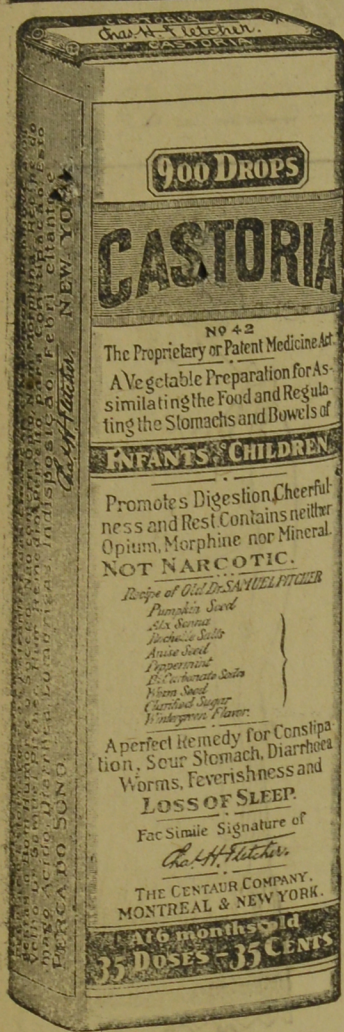 CASTORIA
Chas. H. Fletcher.
CASTORIA
900 DROPS
CASTORIA
No 42
The Proprietary or Patent Medicine Act.
A Vegetable Preparation for As-
similating the Food and Regula-
ting the Stomachs and Bowels of
INFANTS CHILDREN
Promotes Digestion, Cheerful-
ness and Rest. Contains neither
Opium, Morphine nor Mineral.
NOT NARCOTIC.
Recipe of Old Dr. SAMUEL PITCHER
Pumpkin Seed
Alx Senna
Rochelle Salts
Anise Seed
Peppermint
Bi Carbonate Soda
Worm Seed
Clarified Sugar
Wintergreen Flavor.
A perfect Remedy for Constipa-
tion, Sour Stomach, Diarrhoea
Worms, Feverishness and
LOSS OF SLEEP.
Fac Simile Signature of
Chas. H. Fletcher.
THE CENTAUR COMPANY.
MONTREAL & NEW YORK.
At 6 months old
35 DOSES - 35 CENTS
Indisposição, Febri
PERCA DO SONO.
Chas. H. Fletcher.
NEW YORK.